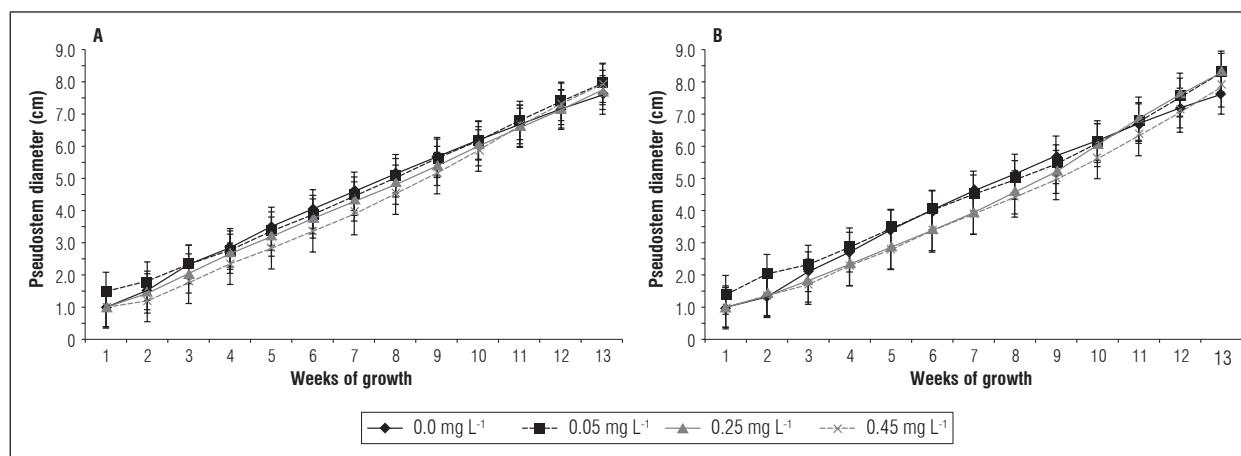 A
Pseudostem diameter (cm)
9.0
8.0
7.0
6.0
5.0
4.0
3.0
2.0
1.0
0
1 2 3 4 5 6 7 8 9 10 11 12 13
Weeks of growth
B
Pseudostem diameter (cm)
9.0
8.0
7.0
6.0
5.0
4.0
3.0
2.0
1.0
0
1 2 3 4 5 6 7 8 9 10 11 12 13
Weeks of growth
0.0 mg L⁻¹ 0.05 mg L⁻¹ 0.25 mg L⁻¹ 0.45 mg L⁻¹